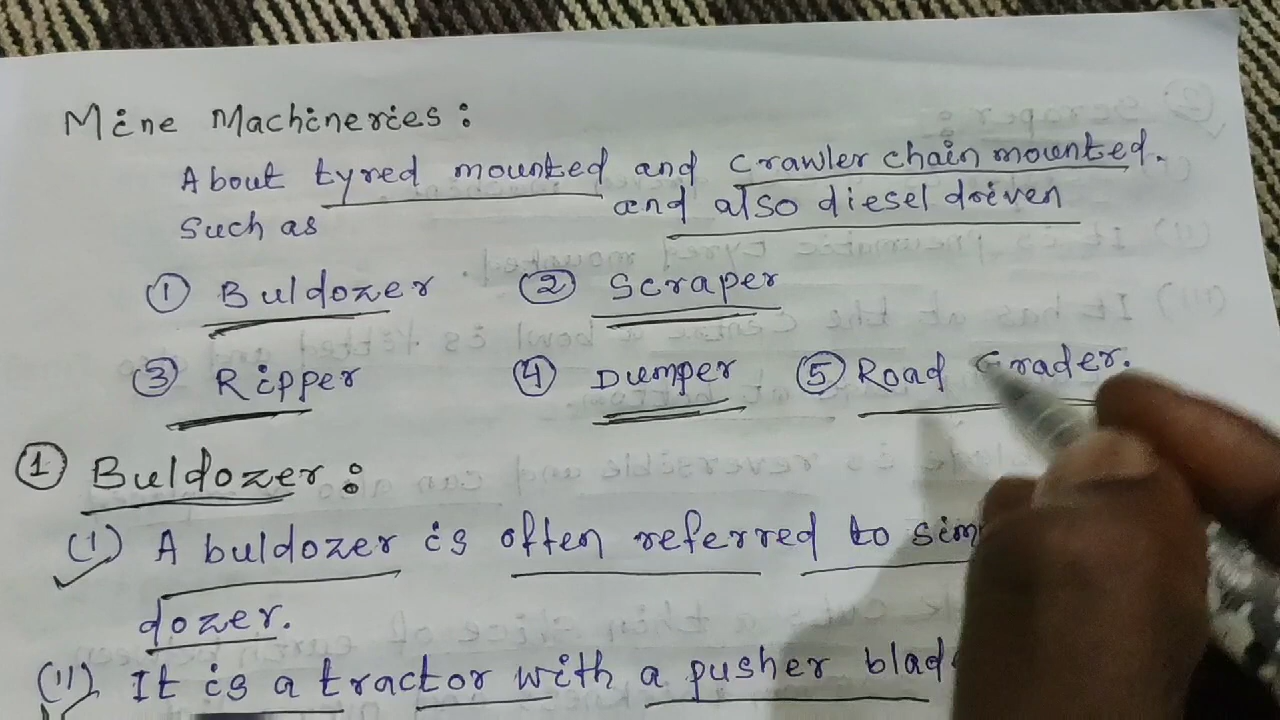 Mine Machineries:
About tyred mounted and crawler chain mounted.
Such as and also diesel driven
① Buldozer ② Scraper
③ Ripper ④ Dumper ⑤ Road Grader.
① Buldozer:
(I) A buldozer is often referred to
dozer.
(II) It is a tractor with a pusher